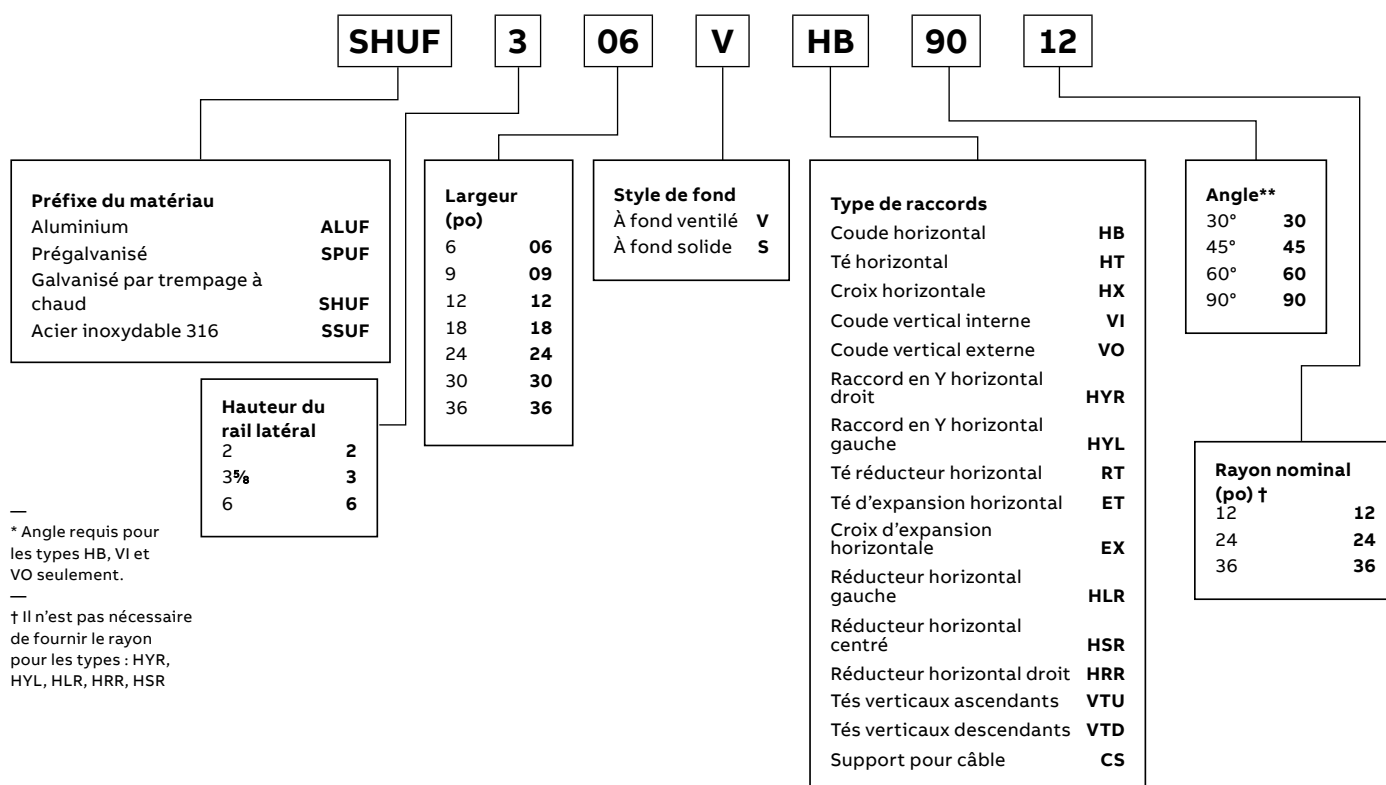 SHUF 3 06 V HB 90 12
Préfixe du matériau
Aluminium ALUF
Prégalvanisé SPUF
Galvanisé par trempage à
chaud SHUF
Acier inoxydable 316 SSUF
Hauteur du
rail latéral
2 2
3⅝ 3
6 6
Largeur
(po)
6 06
9 09
12 12
18 18
24 24
30 30
36 36
Style de fond
À fond ventilé V
À fond solide S
Type de raccords
Coude horizontal HB
Té horizontal HT
Croix horizontale HX
Coude vertical interne VI
Coude vertical externe VO
Raccord en Y horizontal
droit HYR
Raccord en Y horizontal
gauche HYL
Té réducteur horizontal RT
Té d'expansion horizontal ET
Croix d'expansion
horizontale EX
Réducteur horizontal
gauche HLR
Réducteur horizontal
centré HSR
Réducteur horizontal droit HRR
Tés verticaux ascendants VTU
Tés verticaux descendants VTD
Support pour câble CS
Angle**
30° 30
45° 45
60° 60
90° 90
Rayon nominal
(po) †
12 12
24 24
36 36
—
* Angle requis pour
les types HB, VI et
VO seulement.
—
† Il n'est pas nécessaire
de fournir le rayon
pour les types : HYR,
HYL, HLR, HRR, HSR